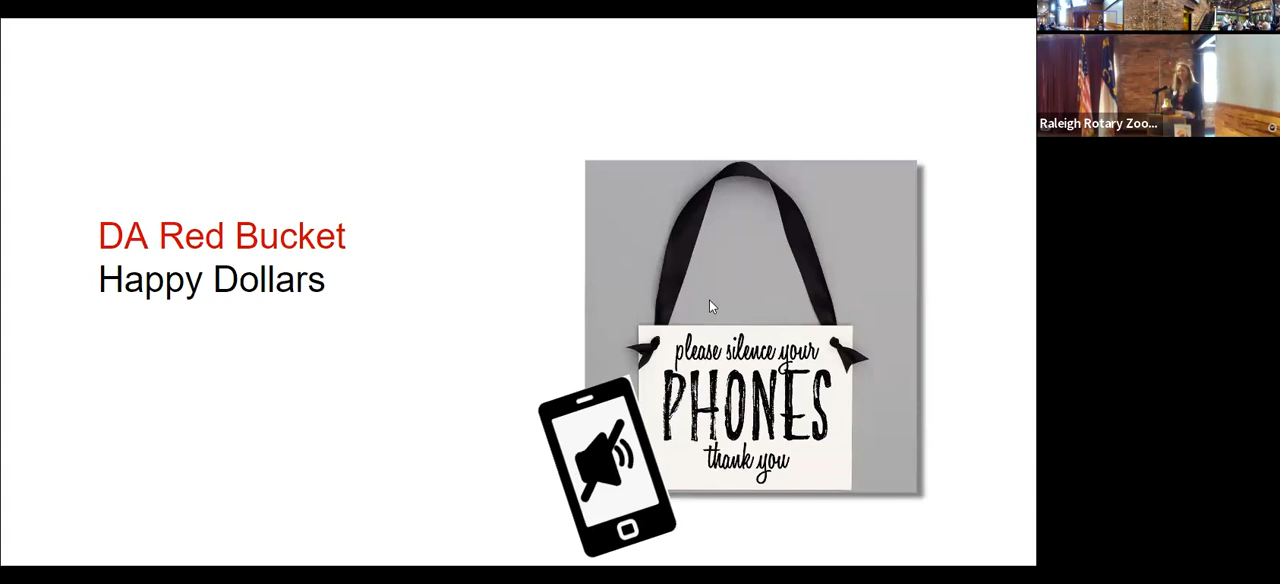 DA Red Bucket
Happy Dollars
please silence your
PHONES
thank you
Raleigh Rotary Zoo...